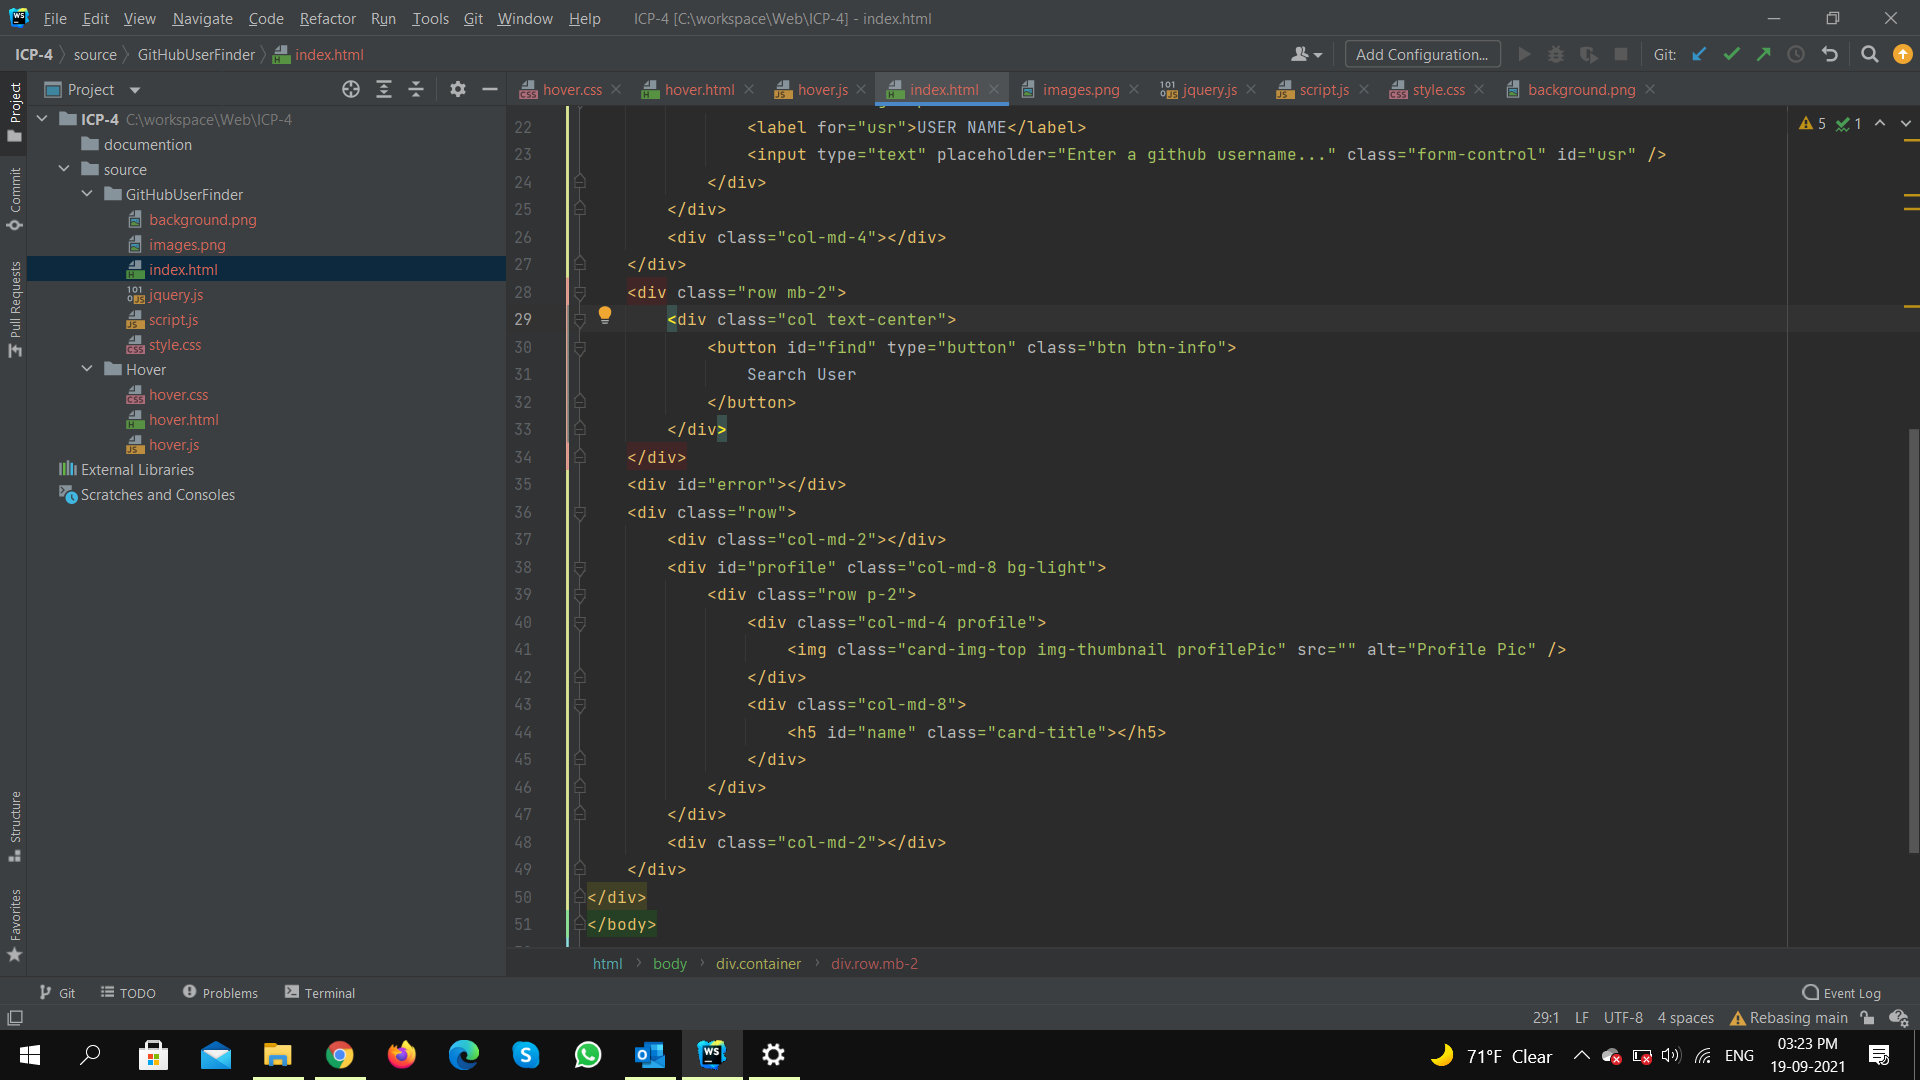 WS File Edit View Navigate Code Refactor Run Tools Git Window Help ICP-4 [C:\workspace\Web\ICP-4] - index.html
ICP-4 source GitHubUserFinder index.html Add Configuration... Git:
Project
hover.css hover.html hover.js index.html images.png jquery.js script.js style.css background.png
Project
Commit
Pull Requests
Structure
Favorites
ICP-4 C:\workspace\Web\ICP-4
documention
source
GitHubUserFinder
background.png
images.png
index.html
jquery.js
script.js
style.css
Hover
hover.css
hover.html
hover.js
External Libraries
Scratches and Consoles
5 1
22 <label for="usr">USER NAME</label>
23 <input type="text" placeholder="Enter a github username..." class="form-control" id="usr" />
24 </div>
25 </div>
26 <div class="col-md-4"></div>
27 </div>
28 <div class="row mb-2">
29 <div class="col text-center">
30 <button id="find" type="button" class="btn btn-info">
31 Search User
32 </button>
33 </div>
34 </div>
35 <div id="error"></div>
36 <div class="row">
37 <div class="col-md-2"></div>
38 <div id="profile" class="col-md-8 bg-light">
39 <div class="row p-2">
40 <div class="col-md-4 profile">
41 <img class="card-img-top img-thumbnail profilePic" src="" alt="Profile Pic" />
42 </div>
43 <div class="col-md-8">
44 <h5 id="name" class="card-title"></h5>
45 </div>
46 </div>
47 </div>
48 <div class="col-md-2"></div>
49 </div>
50 </div>
51 </body>
html body div.container div.row.mb-2
Git TODO Problems Terminal Event Log
29:1 LF UTF-8 4 spaces Rebasing main
WS 71°F Clear ENG
03:23 PM
19-09-2021